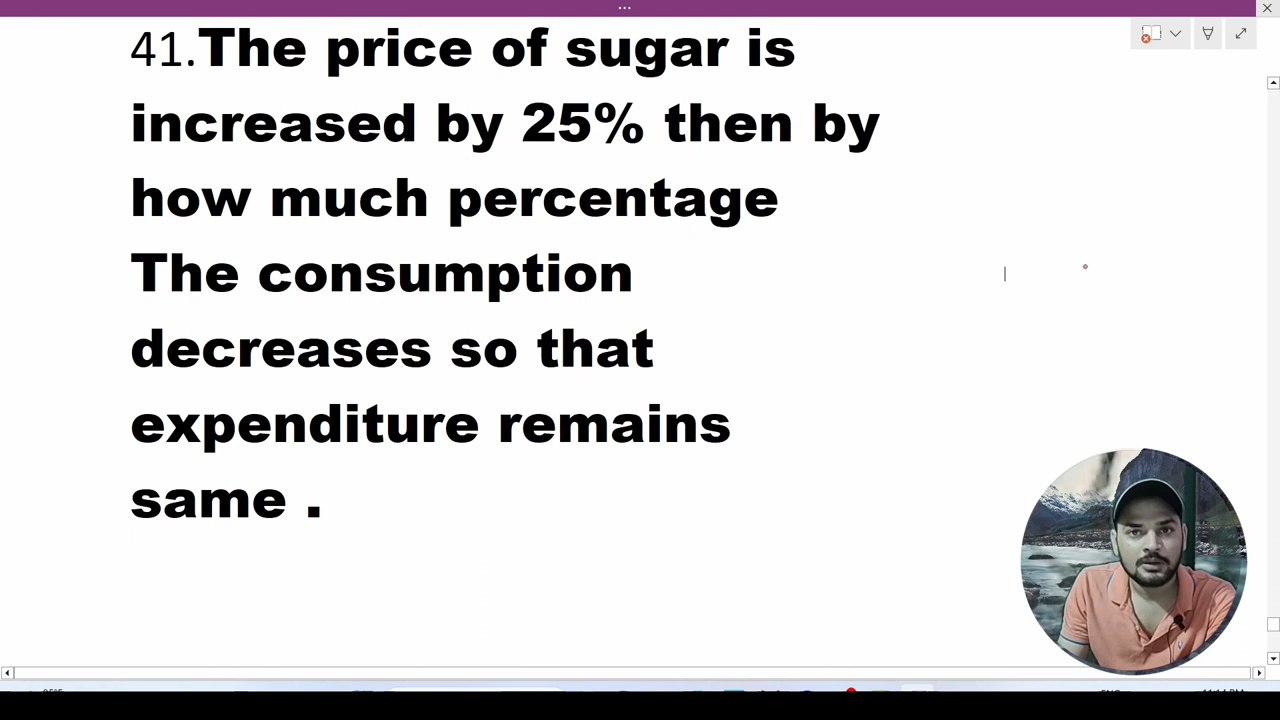 41.The price of sugar is
increased by 25% then by
how much percentage
The consumption
decreases so that
expenditure remains
same .